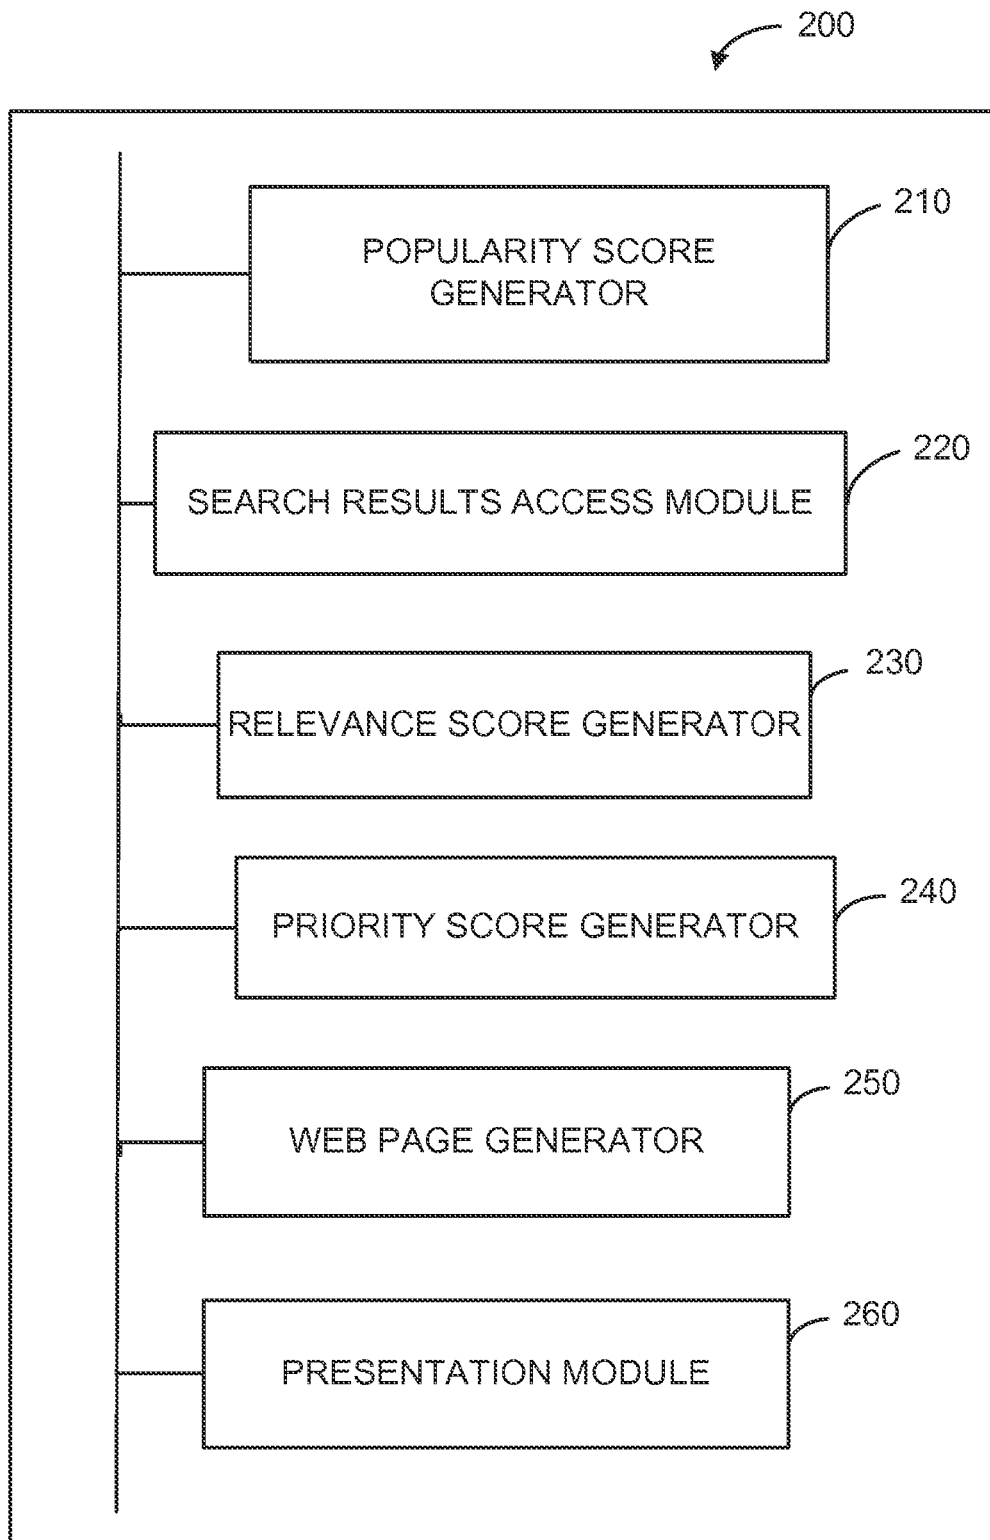 200
210
POPULARITY SCORE
GENERATOR
220
SEARCH RESULTS ACCESS MODULE
230
RELEVANCE SCORE GENERATOR
240
PRIORITY SCORE GENERATOR
250
WEB PAGE GENERATOR
260
PRESENTATION MODULE